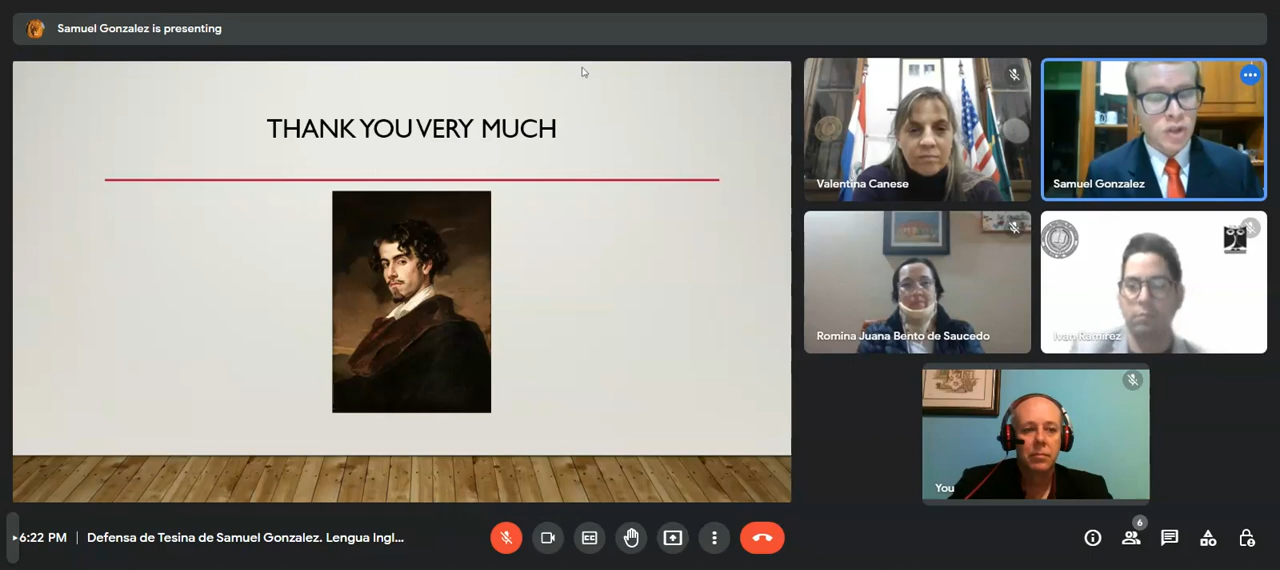 Samuel Gonzalez is presenting
THANK YOU VERY MUCH
Valentina Canese
Samuel Gonzalez
Romina Juana Bento de Saucedo
Ivan Ramirez
You
6:22 PM | Defensa de Tesina de Samuel Gonzalez. Lengua Ingl...
6